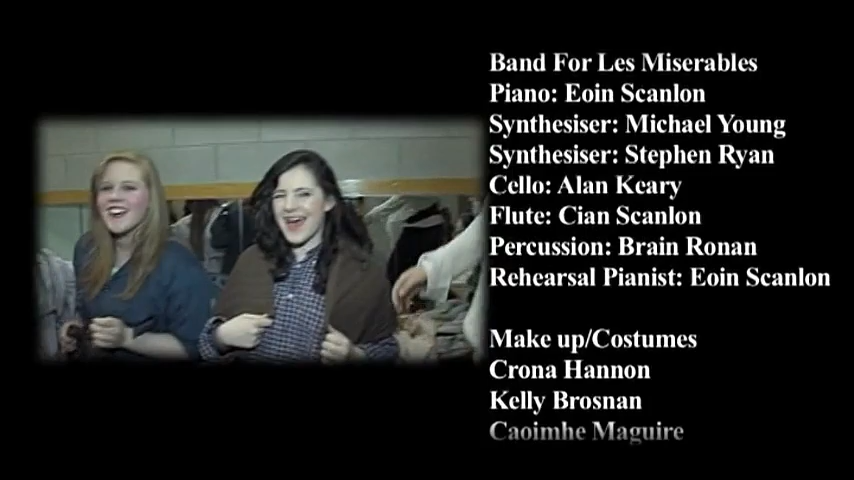 Band For Les Miserables
Piano: Eoin Scanlon
Synthesiser: Michael Young
Synthesiser: Stephen Ryan
Cello: Alan Keary
Flute: Cian Scanlon
Percussion: Brain Ronan
Rehearsal Pianist: Eoin Scanlon
Make up/Costumes
Crona Hannon
Kelly Brosnan
Caoimhe Maguire